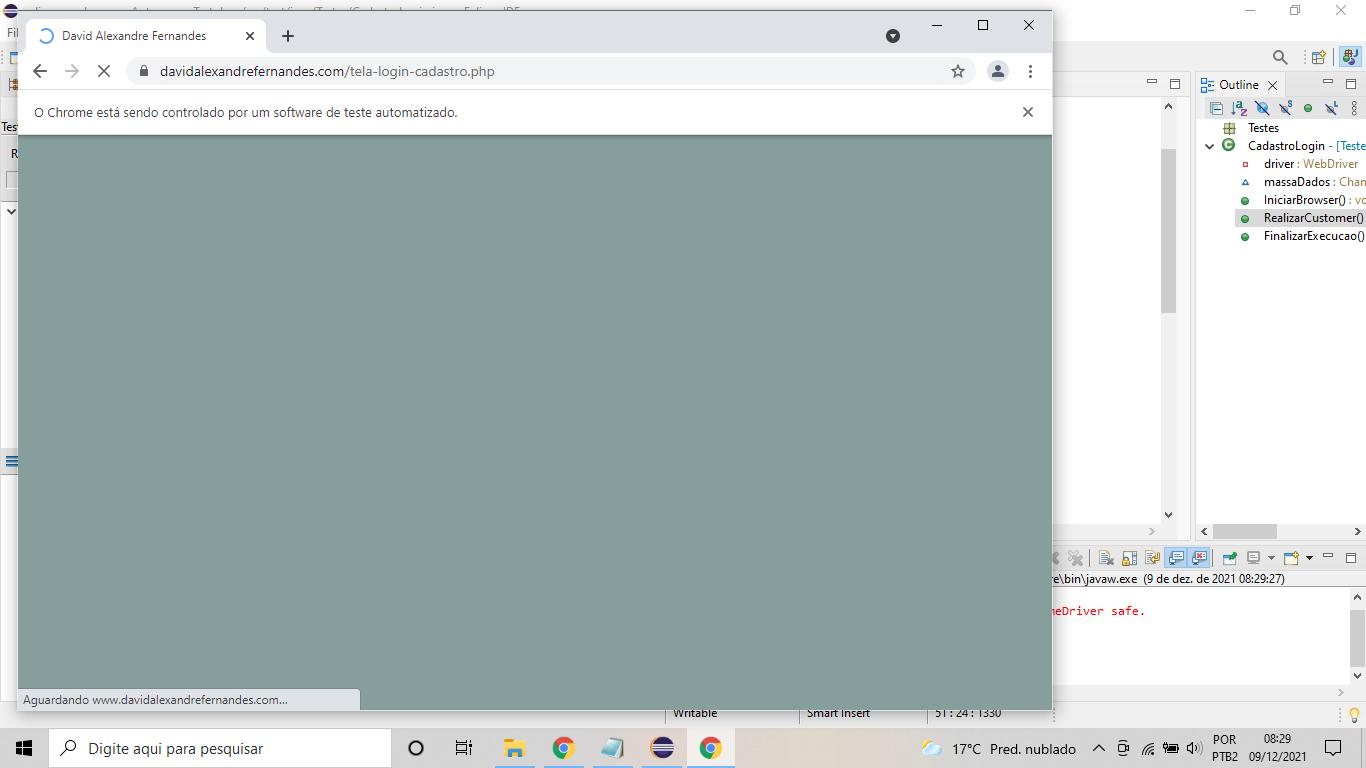 David Alexandre Fernandes
davidalexandrefernandes.com/tela-login-cadastro.php
O Chrome está sendo controlado por um software de teste automatizado.
Aguardando www.davidalexandrefernandes.com...
Outline
Testes
CadastroLogin - [Teste
driver : WebDriver
massaDados : Chan
IniciarBrowser() : vo
RealizarCustomer()
FinalizarExecucao()
re\bin\javaw.exe (9 de dez. de 2021 08:29:27)
meDriver safe.
Writable
Smart Insert
51 : 24 : 1330
Digite aqui para pesquisar
17°C Pred. nublado
POR
PTB2
08:29
09/12/2021